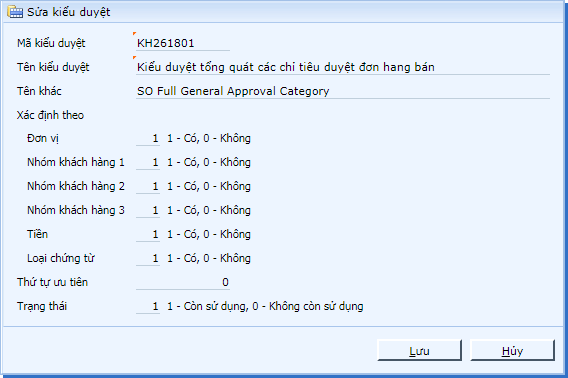 Sửa kiểu duyệt
Mã kiểu duyệt KH261801
Tên kiểu duyệt Kiểu duyệt tổng quát các chỉ tiêu duyệt đơn hang bán
Tên khác SO Full General Approval Category
Xác định theo
Đơn vị 1 1 - Có, 0 - Không
Nhóm khách hàng 1 1 1 - Có, 0 - Không
Nhóm khách hàng 2 1 1 - Có, 0 - Không
Nhóm khách hàng 3 1 1 - Có, 0 - Không
Tiền 1 1 - Có, 0 - Không
Loại chứng từ 1 1 - Có, 0 - Không
Thứ tự ưu tiên 0
Trạng thái 1 1 - Còn sử dụng, 0 - Không còn sử dụng
Lưu Hủy